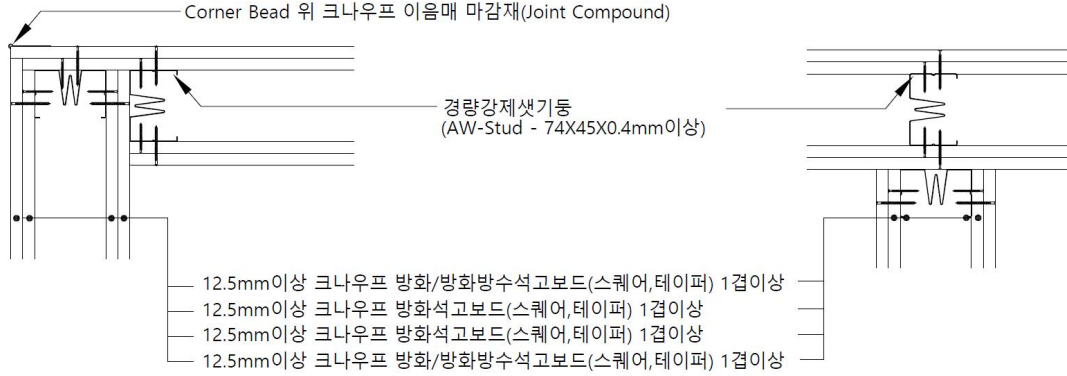 Corner Bead 위 크나우프 이음매 마감재(Joint Compound)
경량강제샛기둥
(AW-Stud - 74X45X0.4mm이상)
12.5mm이상 크나우프 방화/방화방수석고보드(스퀘어,테이퍼) 1겹이상
12.5mm이상 크나우프 방화석고보드(스퀘어,테이퍼) 1겹이상
12.5mm이상 크나우프 방화석고보드(스퀘어,테이퍼) 1겹이상
12.5mm이상 크나우프 방화/방화방수석고보드(스퀘어,테이퍼) 1겹이상